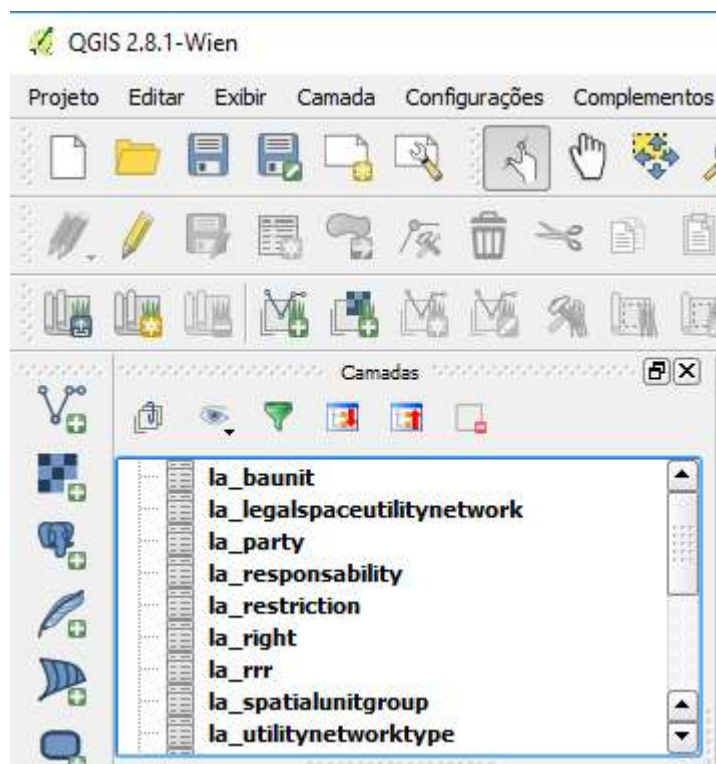 QGIS 2.8.1-Wien
Projeto Editar Exibir Camada Configurações Complementos
Camadas
la_baunit
la_legalspaceutilitynetwork
la_party
la_responsability
la_restriction
la_right
la_rrr
la_spatialunitgroup
la_utilitynetworktype